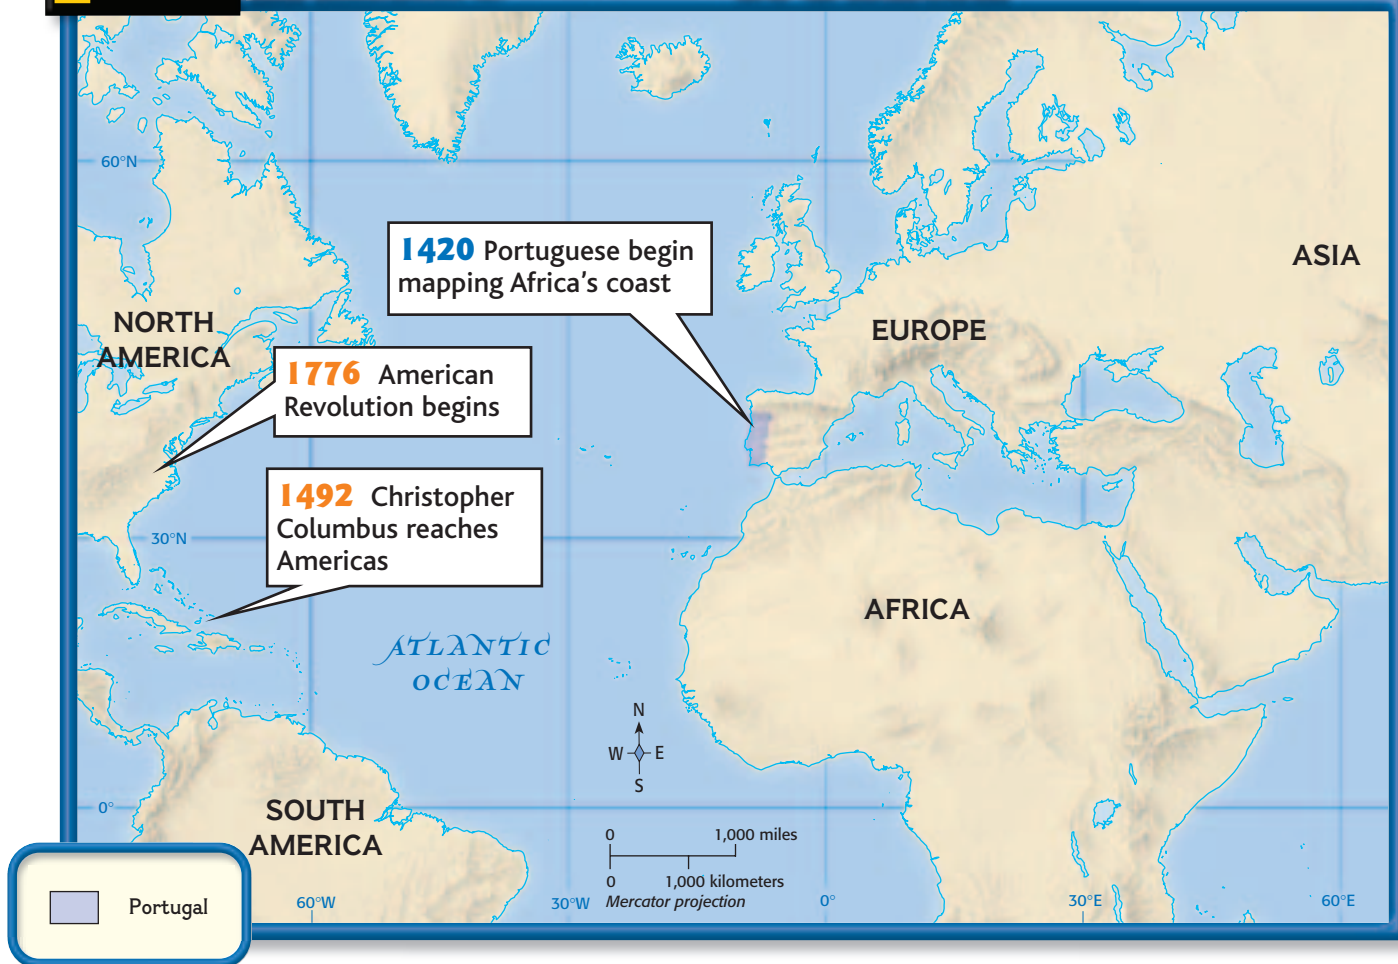 60°N
ASIA
1420 Portuguese begin
mapping Africa's coast
NORTH
AMERICA
EUROPE
1776 American
Revolution begins
1492 Christopher
Columbus reaches
Americas
30°N
AFRICA
ATLANTIC
OCEAN
N
W E
S
0°
SOUTH
AMERICA
0 1,000 miles
0 1,000 kilometers
Mercator projection
60°W
30°W
0°
30°E
60°E
Portugal